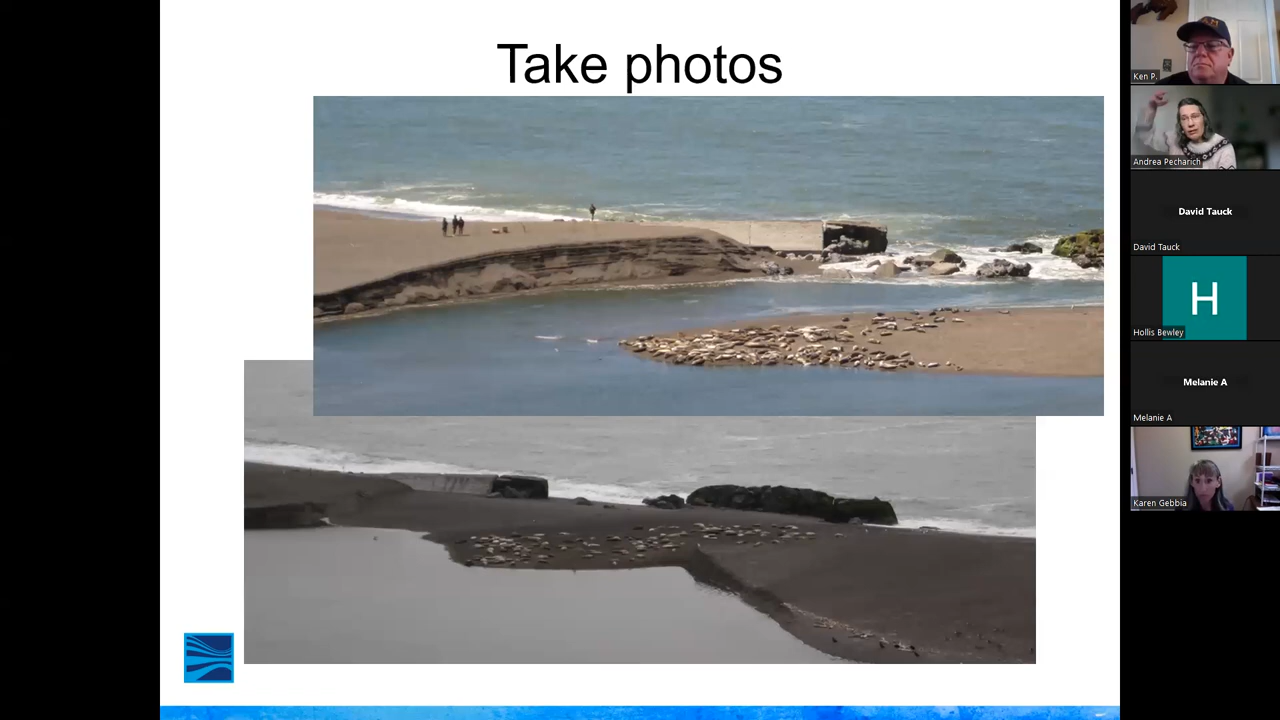 Take photos
Ken P.
Andrea Pecharich
David Tauck
David Tauck
H
Hollis Bewley
Melanie A
Melanie A
Karen Gebbia